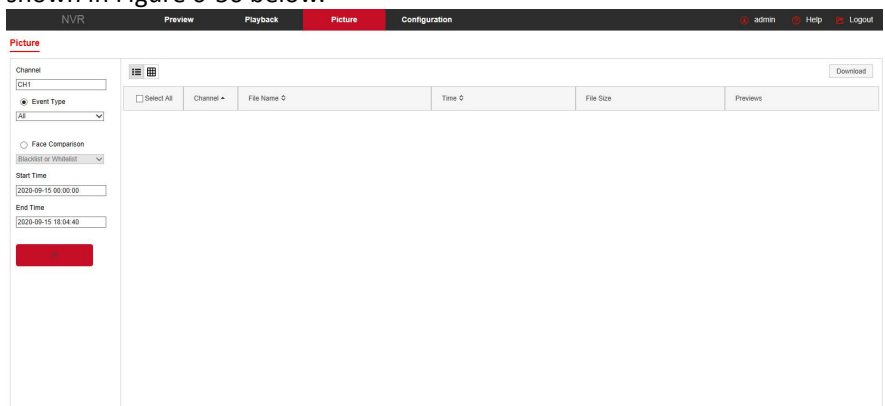 shown in Figure 6-50 below.
NVR Preview Playback Picture Configuration admin Help Logout
Picture
Channel
CH1
Event Type
All
Face Comparison
Blacklist or Whitelist
Start Time
2020-09-15 00:00:00
End Time
2020-09-15 18:04:40
Download
Select All Channel File Name Time File Size Previews